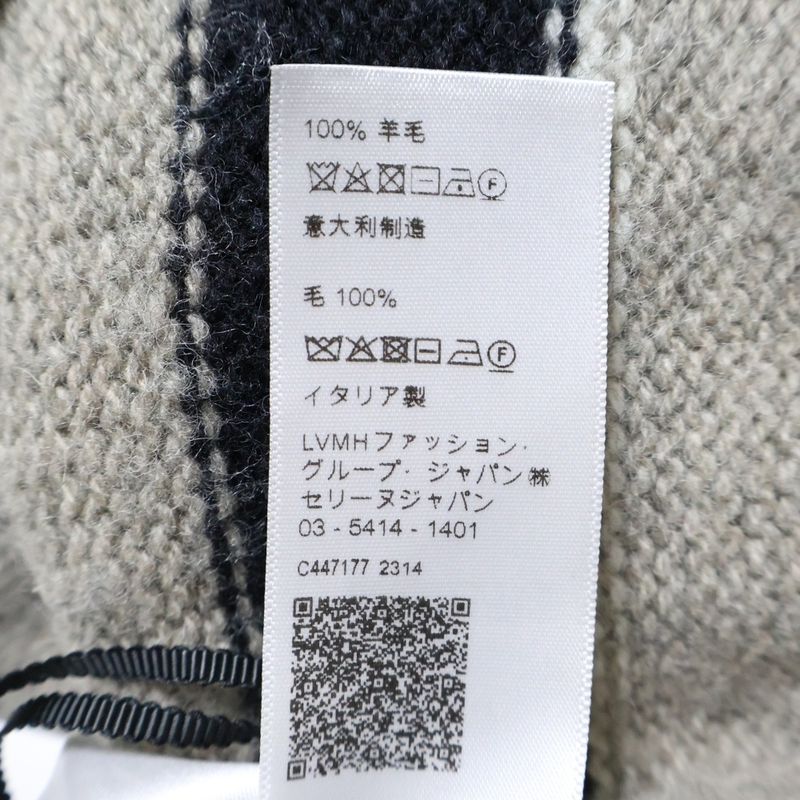 100% 羊毛
F
意大利制造
毛 100%
F
イタリア製
LVMHファッション・
グループ・ジャパン㈱
セリーヌジャパン
03 - 5414 - 1401
C447177 2314